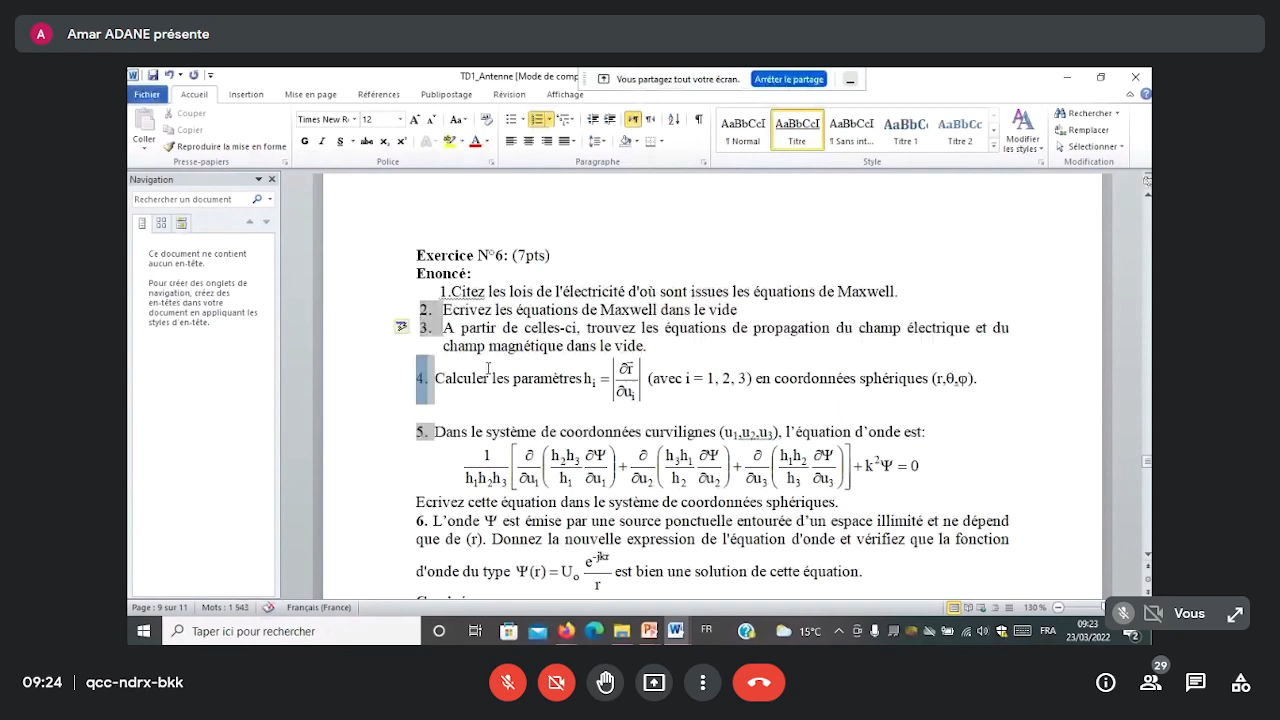 A Amar ADANE présente
TD1_Antenne [Mode de comp
Vous partagez tout votre écran. Arrêter le partage
Fichier Accueil Insertion Mise en page Références Publipostage Révision Affichage
Couper
Copier
Reproduire la mise en forme
Coller
Presse-papiers
Times New R 12
G I S abc x₂ x²
Police
Paragraphe
AaBbCcI AaBbCcI AaBbCcI AaBbC AaBbCc
¶ Normal Titre ¶ Sans int... Titre 1 Titre 2
Modifier les styles
Style
Rechercher
Remplacer
Sélectionner
Modification
Navigation
Rechercher un document
Ce document ne contient
aucun en-tête.
Pour créer des onglets de
navigation, créez des
en-têtes dans votre
document en appliquant
les styles d'en-tête.
Exercice N°6: (7pts)
Enoncé:
1.Citez les lois de l'électricité d'où sont issues les équations de Maxwell.
2. Ecrivez les équations de Maxwell dans le vide
3. A partir de celles-ci, trouvez les équations de propagation du champ électrique et du
champ magnétique dans le vide.
4. Calculer les paramètres hᵢ = |∂r⃗/∂uᵢ| (avec i = 1, 2, 3) en coordonnées sphériques (r,θ,φ).
5. Dans le système de coordonnées curvilignes (u₁,u₂,u₃), l’équation d’onde est:
1/(h₁h₂h₃) [∂/∂u₁ (h₂h₃/h₁ ∂Ψ/∂u₁) + ∂/∂u₂ (h₃h₁/h₂ ∂Ψ/∂u₂) + ∂/∂u₃ (h₁h₂/h₃ ∂Ψ/∂u₃)] + k²Ψ = 0
Ecrivez cette équation dans le système de coordonnées sphériques.
6. L’onde Ψ est émise par une source ponctuelle entourée d’un espace illimité et ne dépend
que de (r). Donnez la nouvelle expression de l'équation d'onde et vérifiez que la fonction
d'onde du type Ψ(r) = Uₒ e^(-jkr)/r est bien une solution de cette équation.
Page : 9 sur 11 Mots : 1 543 Français (France) 130 %
Vous
Taper ici pour rechercher
FR 15°C FRA 09:23
23/03/2022 2
09:24 | qcc-ndrx-bkk
29